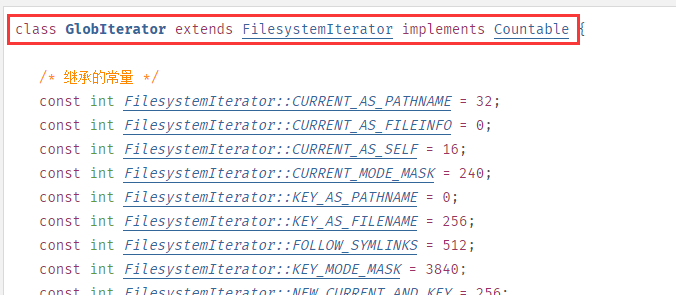 class GlobIterator extends FilesystemIterator implements Countable {
/* 继承的常量 */
const int FilesystemIterator::CURRENT_AS_PATHNAME = 32;
const int FilesystemIterator::CURRENT_AS_FILEINFO = 0;
const int FilesystemIterator::CURRENT_AS_SELF = 16;
const int FilesystemIterator::CURRENT_MODE_MASK = 240;
const int FilesystemIterator::KEY_AS_PATHNAME = 0;
const int FilesystemIterator::KEY_AS_FILENAME = 256;
const int FilesystemIterator::FOLLOW_SYMLINKS = 512;
const int FilesystemIterator::KEY_MODE_MASK = 3840;
const int FilesystemIterator::NEW_CURRENT_AND_KEY = 256;